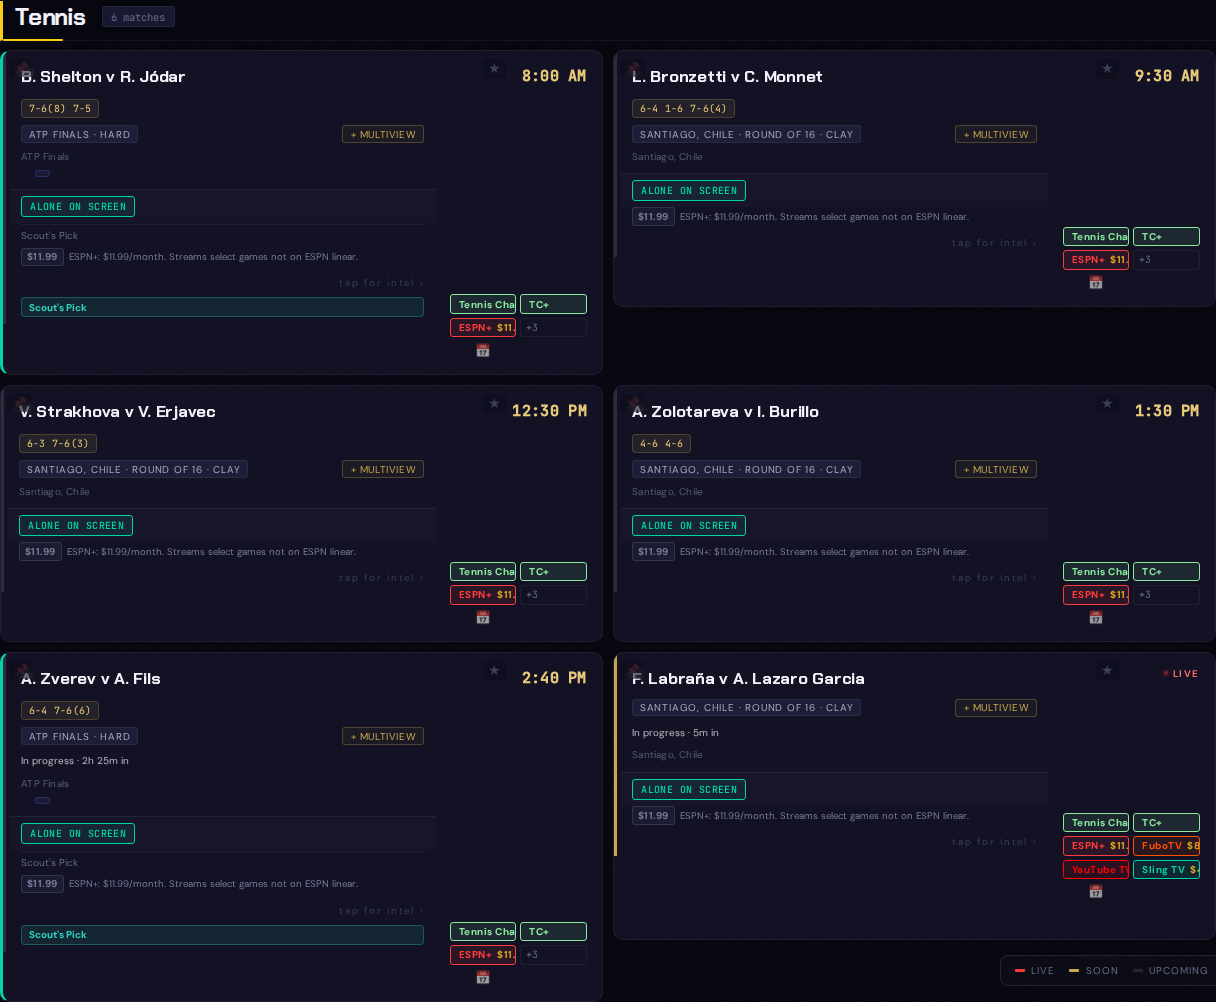 Tennis 6 matches
B. Shelton v R. Jódar 8:00 AM
7-6(8) 7-5
ATP FINALS · HARD + MULTIVIEW
ATP Finals
ALONE ON SCREEN
Scout's Pick
$11.99 ESPN+: $11.99/month. Streams select games not on ESPN linear.
tap for intel ›
Scout's Pick
Tennis Cha TC+
ESPN+ $11. +3
17
L. Bronzetti v C. Monnet 9:30 AM
6-4 1-6 7-6(4)
SANTIAGO, CHILE · ROUND OF 16 · CLAY + MULTIVIEW
Santiago, Chile
ALONE ON SCREEN
$11.99 ESPN+: $11.99/month. Streams select games not on ESPN linear.
tap for intel ›
Tennis Cha TC+
ESPN+ $11. +3
17
V. Strakhova v V. Erjavec 12:30 PM
6-3 7-6(3)
SANTIAGO, CHILE · ROUND OF 16 · CLAY + MULTIVIEW
Santiago, Chile
ALONE ON SCREEN
$11.99 ESPN+: $11.99/month. Streams select games not on ESPN linear.
tap for intel ›
Tennis Cha TC+
ESPN+ $11. +3
17
A. Zolotareva v I. Burillo 1:30 PM
4-6 4-6
SANTIAGO, CHILE · ROUND OF 16 · CLAY + MULTIVIEW
Santiago, Chile
ALONE ON SCREEN
$11.99 ESPN+: $11.99/month. Streams select games not on ESPN linear.
tap for intel ›
Tennis Cha TC+
ESPN+ $11. +3
17
A. Zverev v A. Fils 2:40 PM
6-4 7-6(6)
ATP FINALS · HARD + MULTIVIEW
In progress · 2h 25m in
ATP Finals
ALONE ON SCREEN
Scout's Pick
$11.99 ESPN+: $11.99/month. Streams select games not on ESPN linear.
tap for intel ›
Scout's Pick
Tennis Cha TC+
ESPN+ $11. +3
17
F. Labraña v A. Lazaro Garcia LIVE
SANTIAGO, CHILE · ROUND OF 16 · CLAY + MULTIVIEW
In progress · 5m in
Santiago, Chile
ALONE ON SCREEN
$11.99 ESPN+: $11.99/month. Streams select games not on ESPN linear.
tap for intel ›
Tennis Cha TC+
ESPN+ $11. FuboTV $8
YouTube TV Sling TV $4
17
LIVE SOON UPCOMING